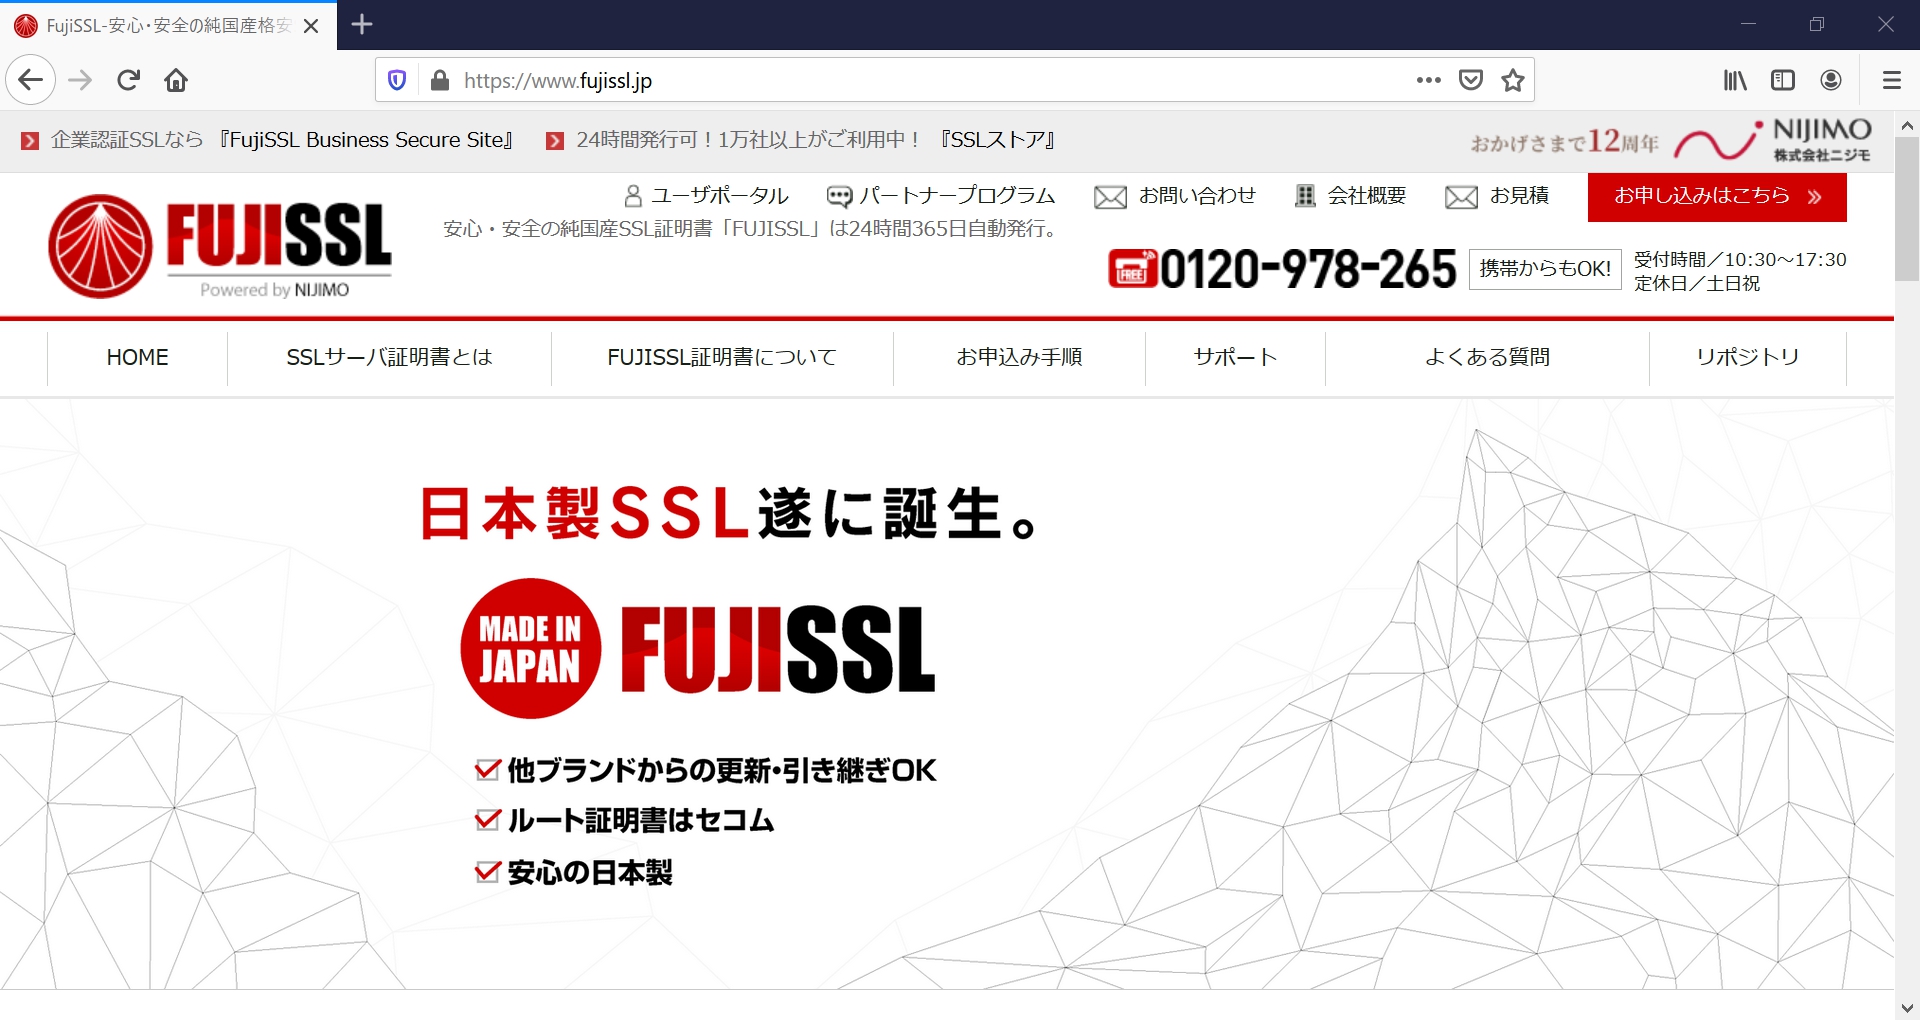 FujiSSL-安心・安全の純国産格安
https://www.fujissl.jp
企業認証SSLなら 『FujiSSL Business Secure Site』 24時間発行可！1万社以上がご利用中！ 『SSLストア』
おかげさまで12周年 NIJIMO
株式会社ニジモ
ユーザポータル パートナープログラム お問い合わせ 会社概要 お見積 お申し込みはこちら
FUJISSL
Powered by NIJIMO
安心・安全の純国産SSL証明書「FUJISSL」は24時間365日自動発行。
FREE 0120-978-265 携帯からもOK! 受付時間／10:30～17:30
定休日／土日祝
HOME SSLサーバ証明書とは FUJISSL証明書について お申込み手順 サポート よくある質問 リポジトリ
日本製SSL遂に誕生。
MADE IN
JAPAN
FUJISSL
他ブランドからの更新・引き継ぎOK
ルート証明書はセコム
安心の日本製